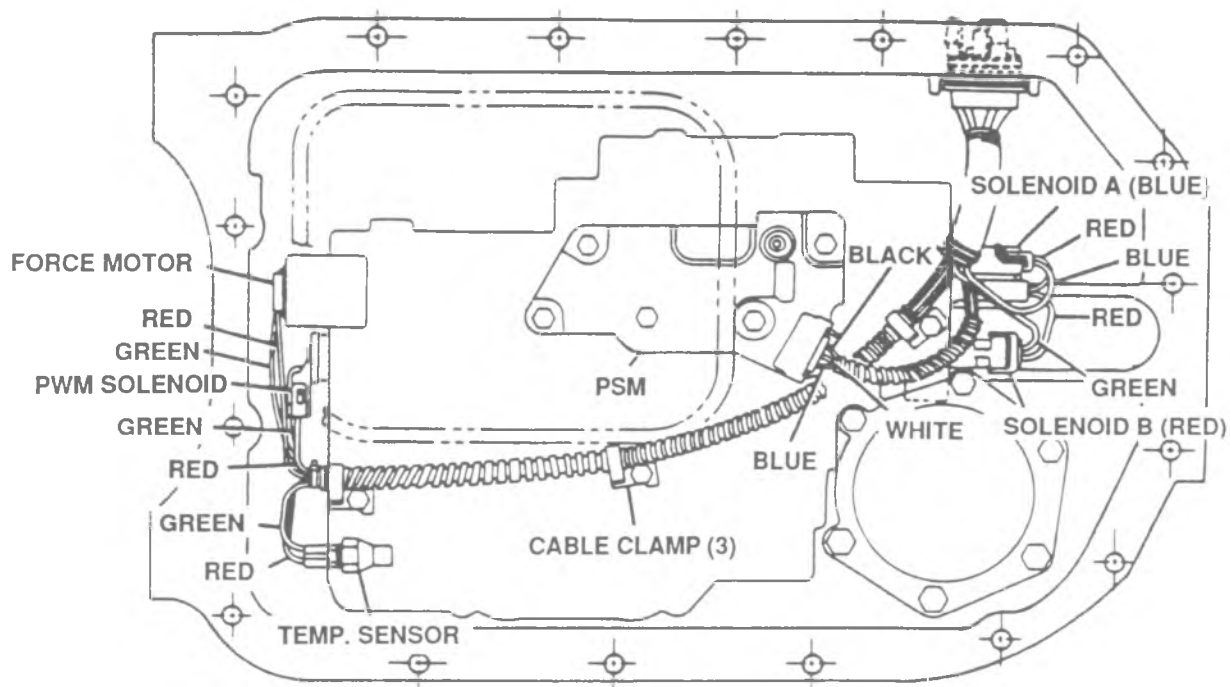 SOLENOID A (BLUE
RED
BLUE
BLACK
FORCE MOTOR
RED
RED
GREEN
PWM SOLENOID
PSM
GREEN
GREEN
WHITE
SOLENOID B (RED)
RED
BLUE
GREEN
CABLE CLAMP (3)
RED
TEMP. SENSOR